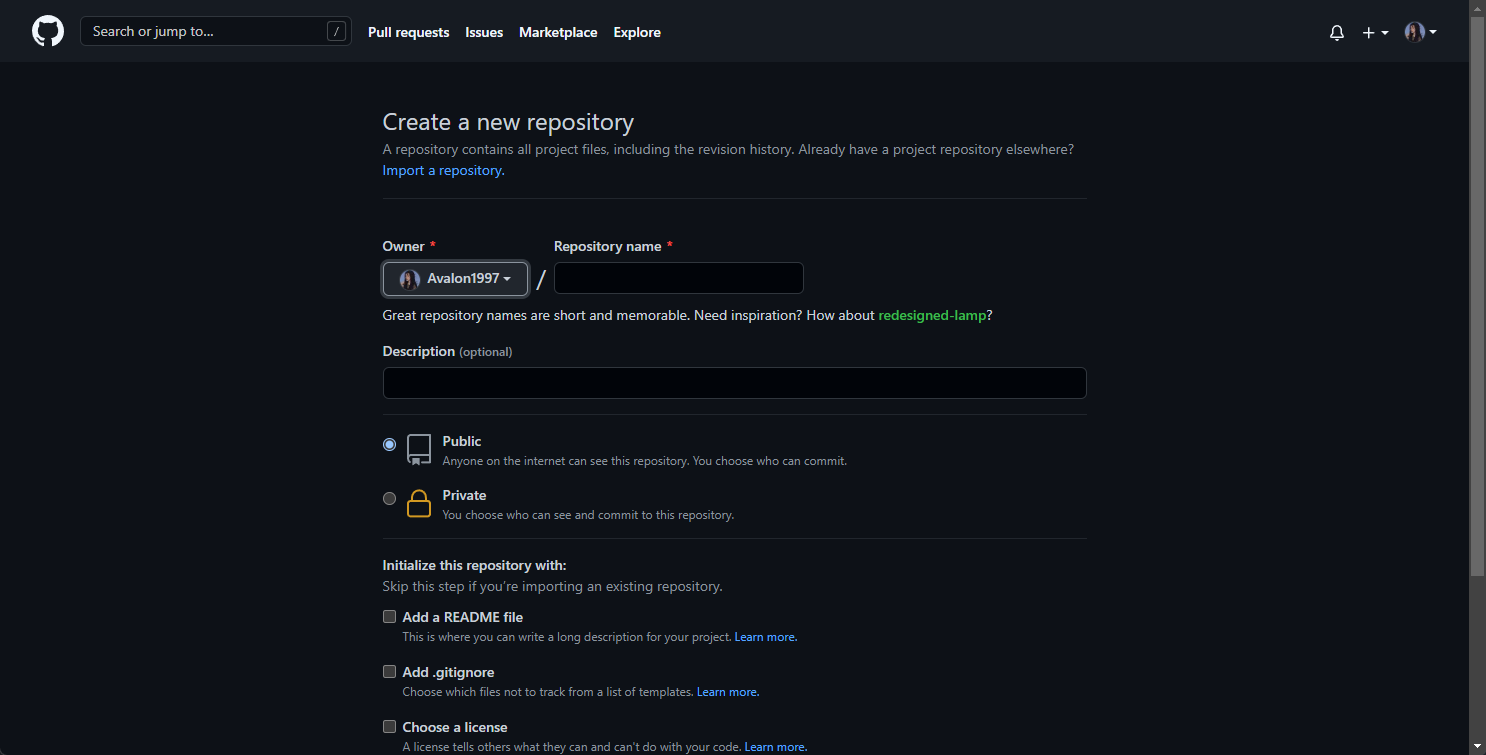 Search or jump to... /
Pull requests Issues Marketplace Explore
Create a new repository
A repository contains all project files, including the revision history. Already have a project repository elsewhere?
Import a repository.
Owner * Repository name *
Avalon1997 /
Great repository names are short and memorable. Need inspiration? How about redesigned-lamp?
Description (optional)
Public
Anyone on the internet can see this repository. You choose who can commit.
Private
You choose who can see and commit to this repository.
Initialize this repository with:
Skip this step if you're importing an existing repository.
Add a README file
This is where you can write a long description for your project. Learn more.
Add .gitignore
Choose which files not to track from a list of templates. Learn more.
Choose a license
A license tells others what they can and can't do with your code. Learn more.